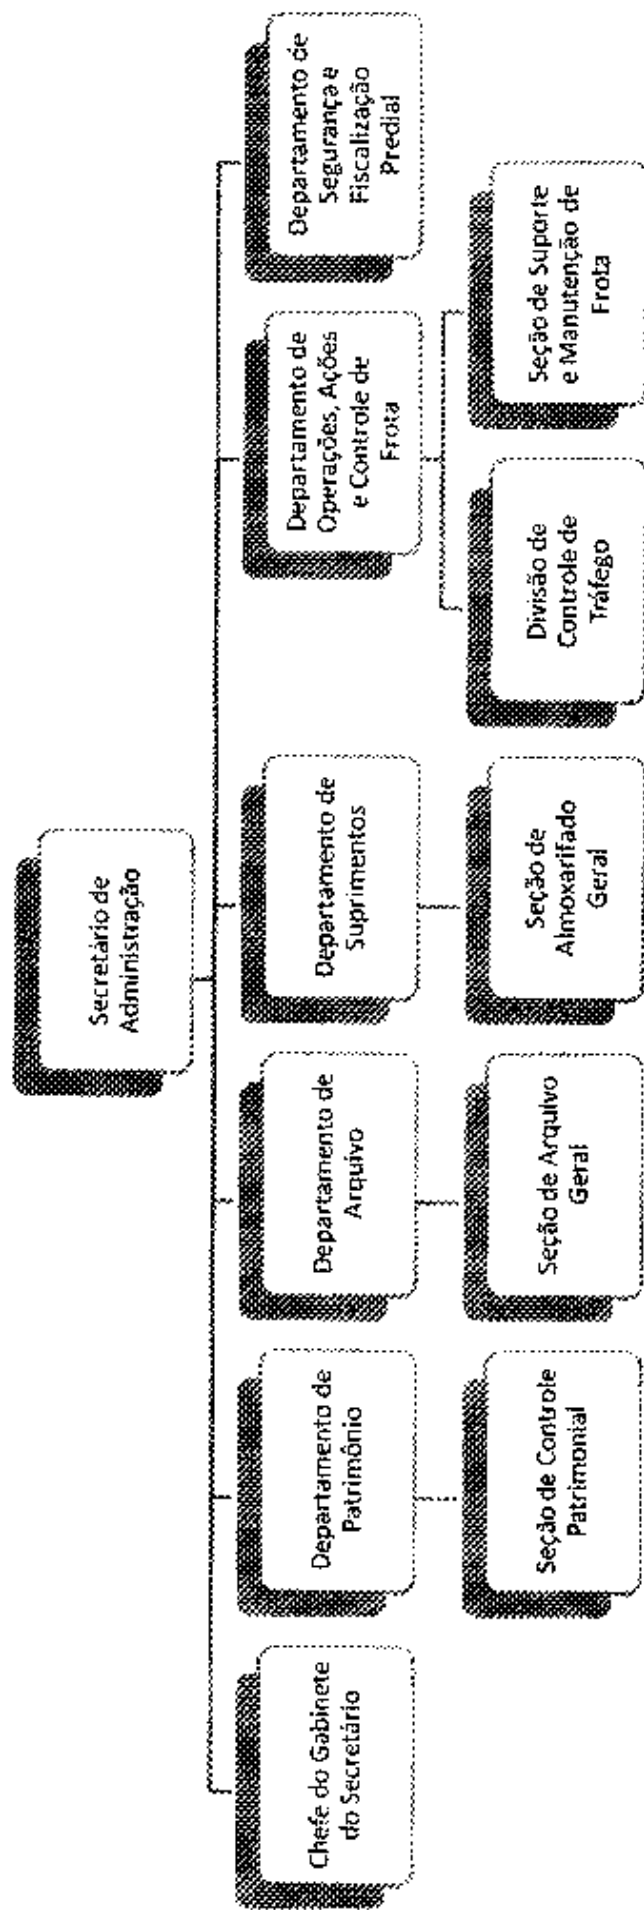 Secretário de
Administração
Chefe do Gabinete
do Secretário
Departamento de
Patrimônio
Departamento de
Arquivo
Departamento de
Suprimentos
Departamento de
Operações, Ações
e Controle de
Frota
Departamento de
Segurança e
Fiscalização
Predial
Seção de Controle
Patrimonial
Seção de Arquivo
Geral
Seção de
Almoxarifado
Geral
Divisão de
Controle de
Tráfego
Seção de Suporte
e Manutenção de
Frota